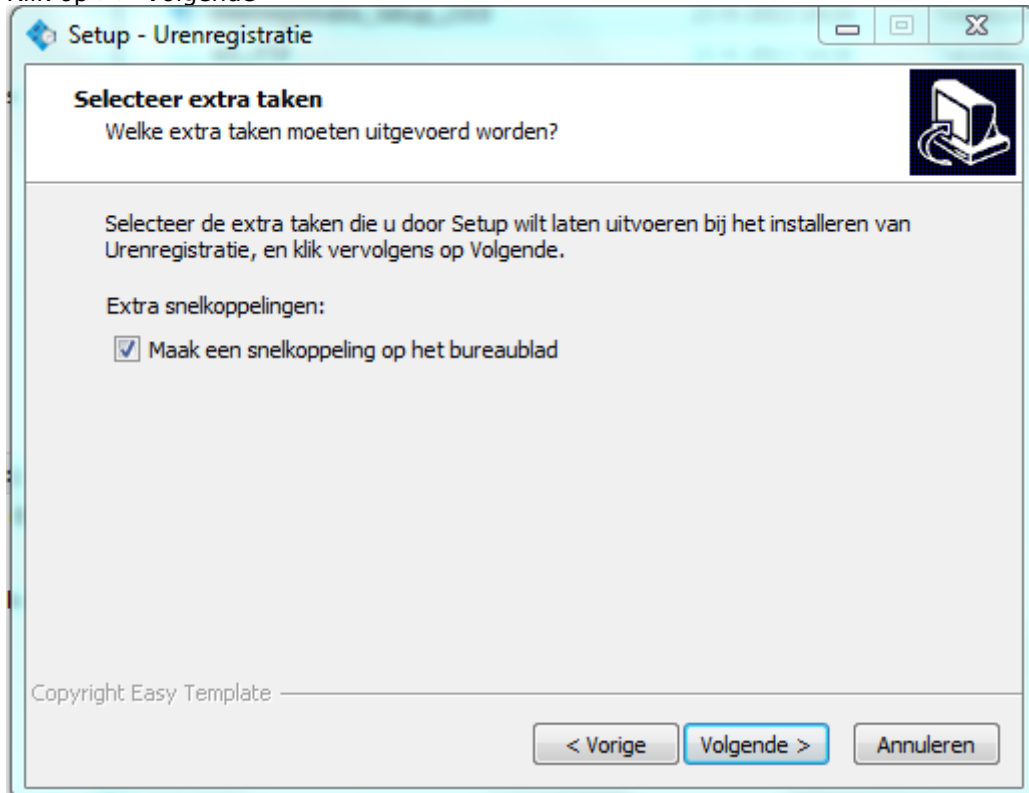 Setup - Urenregistratie
Selecteer extra taken
Welke extra taken moeten uitgevoerd worden?
Selecteer de extra taken die u door Setup wilt laten uitvoeren bij het installeren van
Urenregistratie, en klik vervolgens op Volgende.
Extra snelkoppelingen:
Maak een snelkoppeling op het bureaublad
Copyright Easy Template
< Vorige Volgende > Annuleren